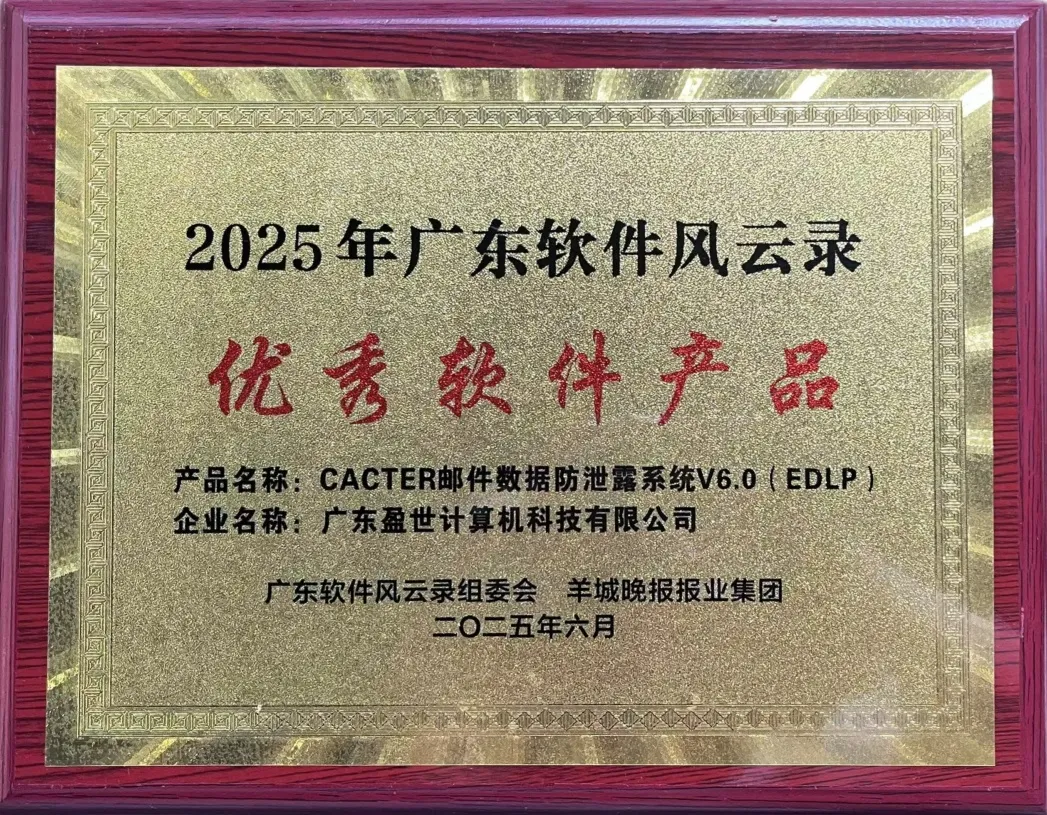 2025年广东软件风云录
优秀软件产品
产品名称：CACTER邮件数据防泄露系统V6.0（EDLP）
企业名称：广东盈世计算机科技有限公司
广东软件风云录组委会 羊城晚报报业集团
二〇二五年六月